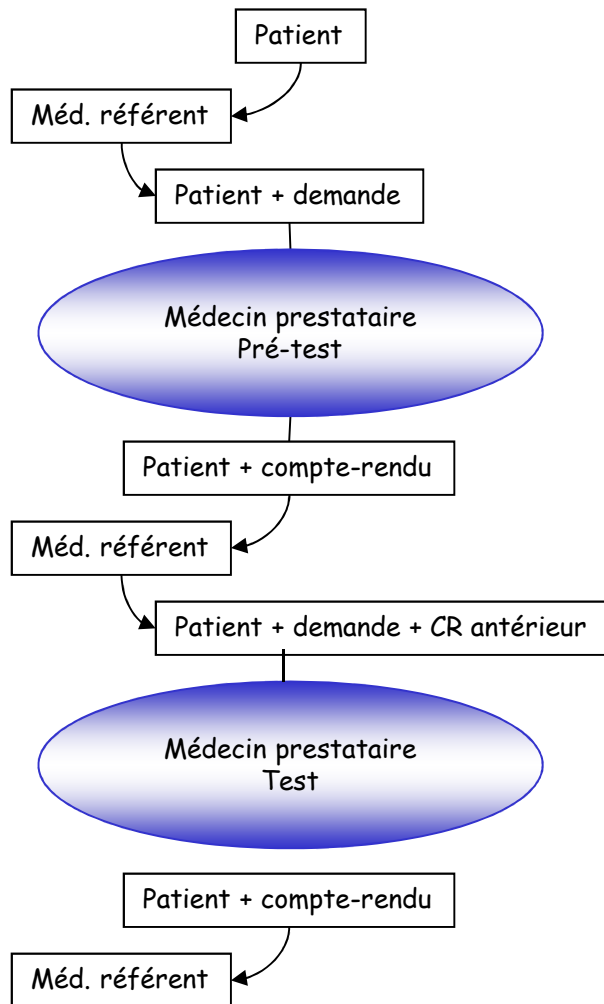 Patient
Méd. référent
Patient + demande
Médecin prestataire
Pré-test
Patient + compte-rendu
Méd. référent
Patient + demande + CR antérieur
Médecin prestataire
Test
Patient + compte-rendu
Méd. référent